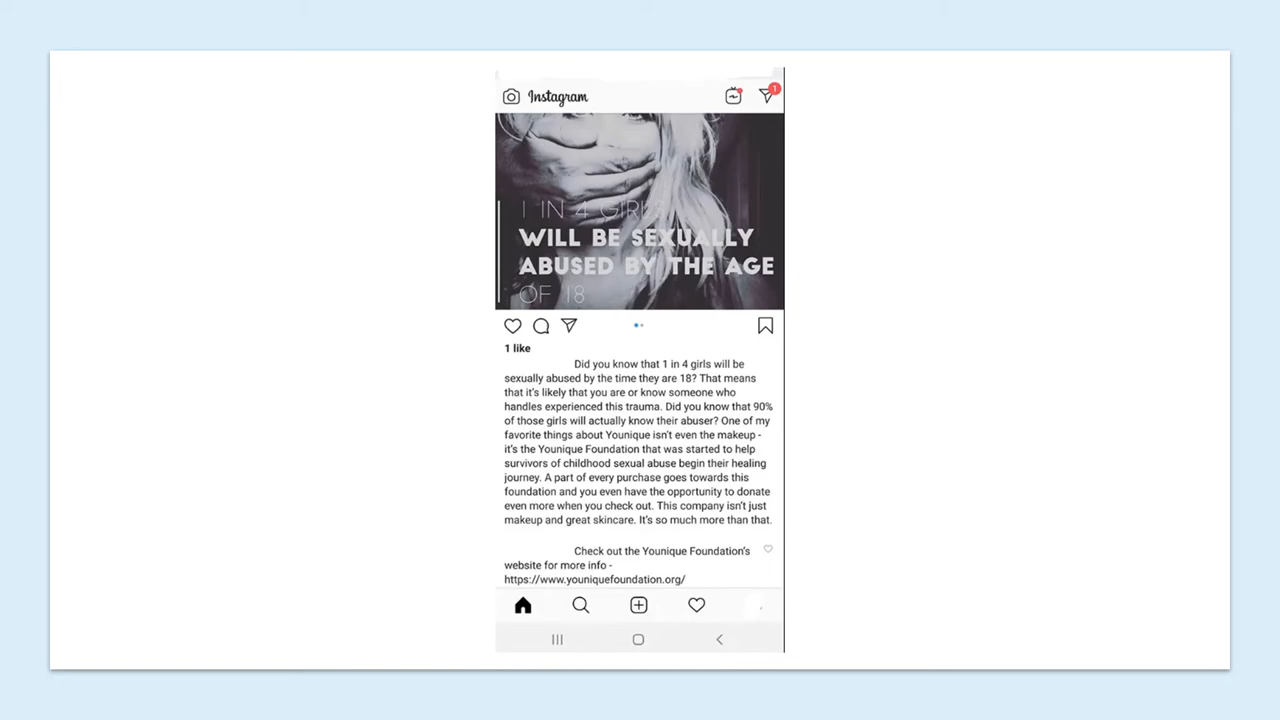 Instagram
1
1 IN 4 GIRLS
WILL BE SEXUALLY
ABUSED BY THE AGE
OF 18
1 like
Did you know that 1 in 4 girls will be
sexually abused by the time they are 18? That means
that it's likely that you are or know someone who
handles experienced this trauma. Did you know that 90%
of those girls will actually know their abuser? One of my
favorite things about Younique isn't even the makeup -
it's the Younique Foundation that was started to help
survivors of childhood sexual abuse begin their healing
journey. A part of every purchase goes towards this
foundation and you even have the opportunity to donate
even more when you check out. This company isn't just
makeup and great skincare. It's so much more than that.
Check out the Younique Foundation's
website for more info -
https://www.youniquefoundation.org/